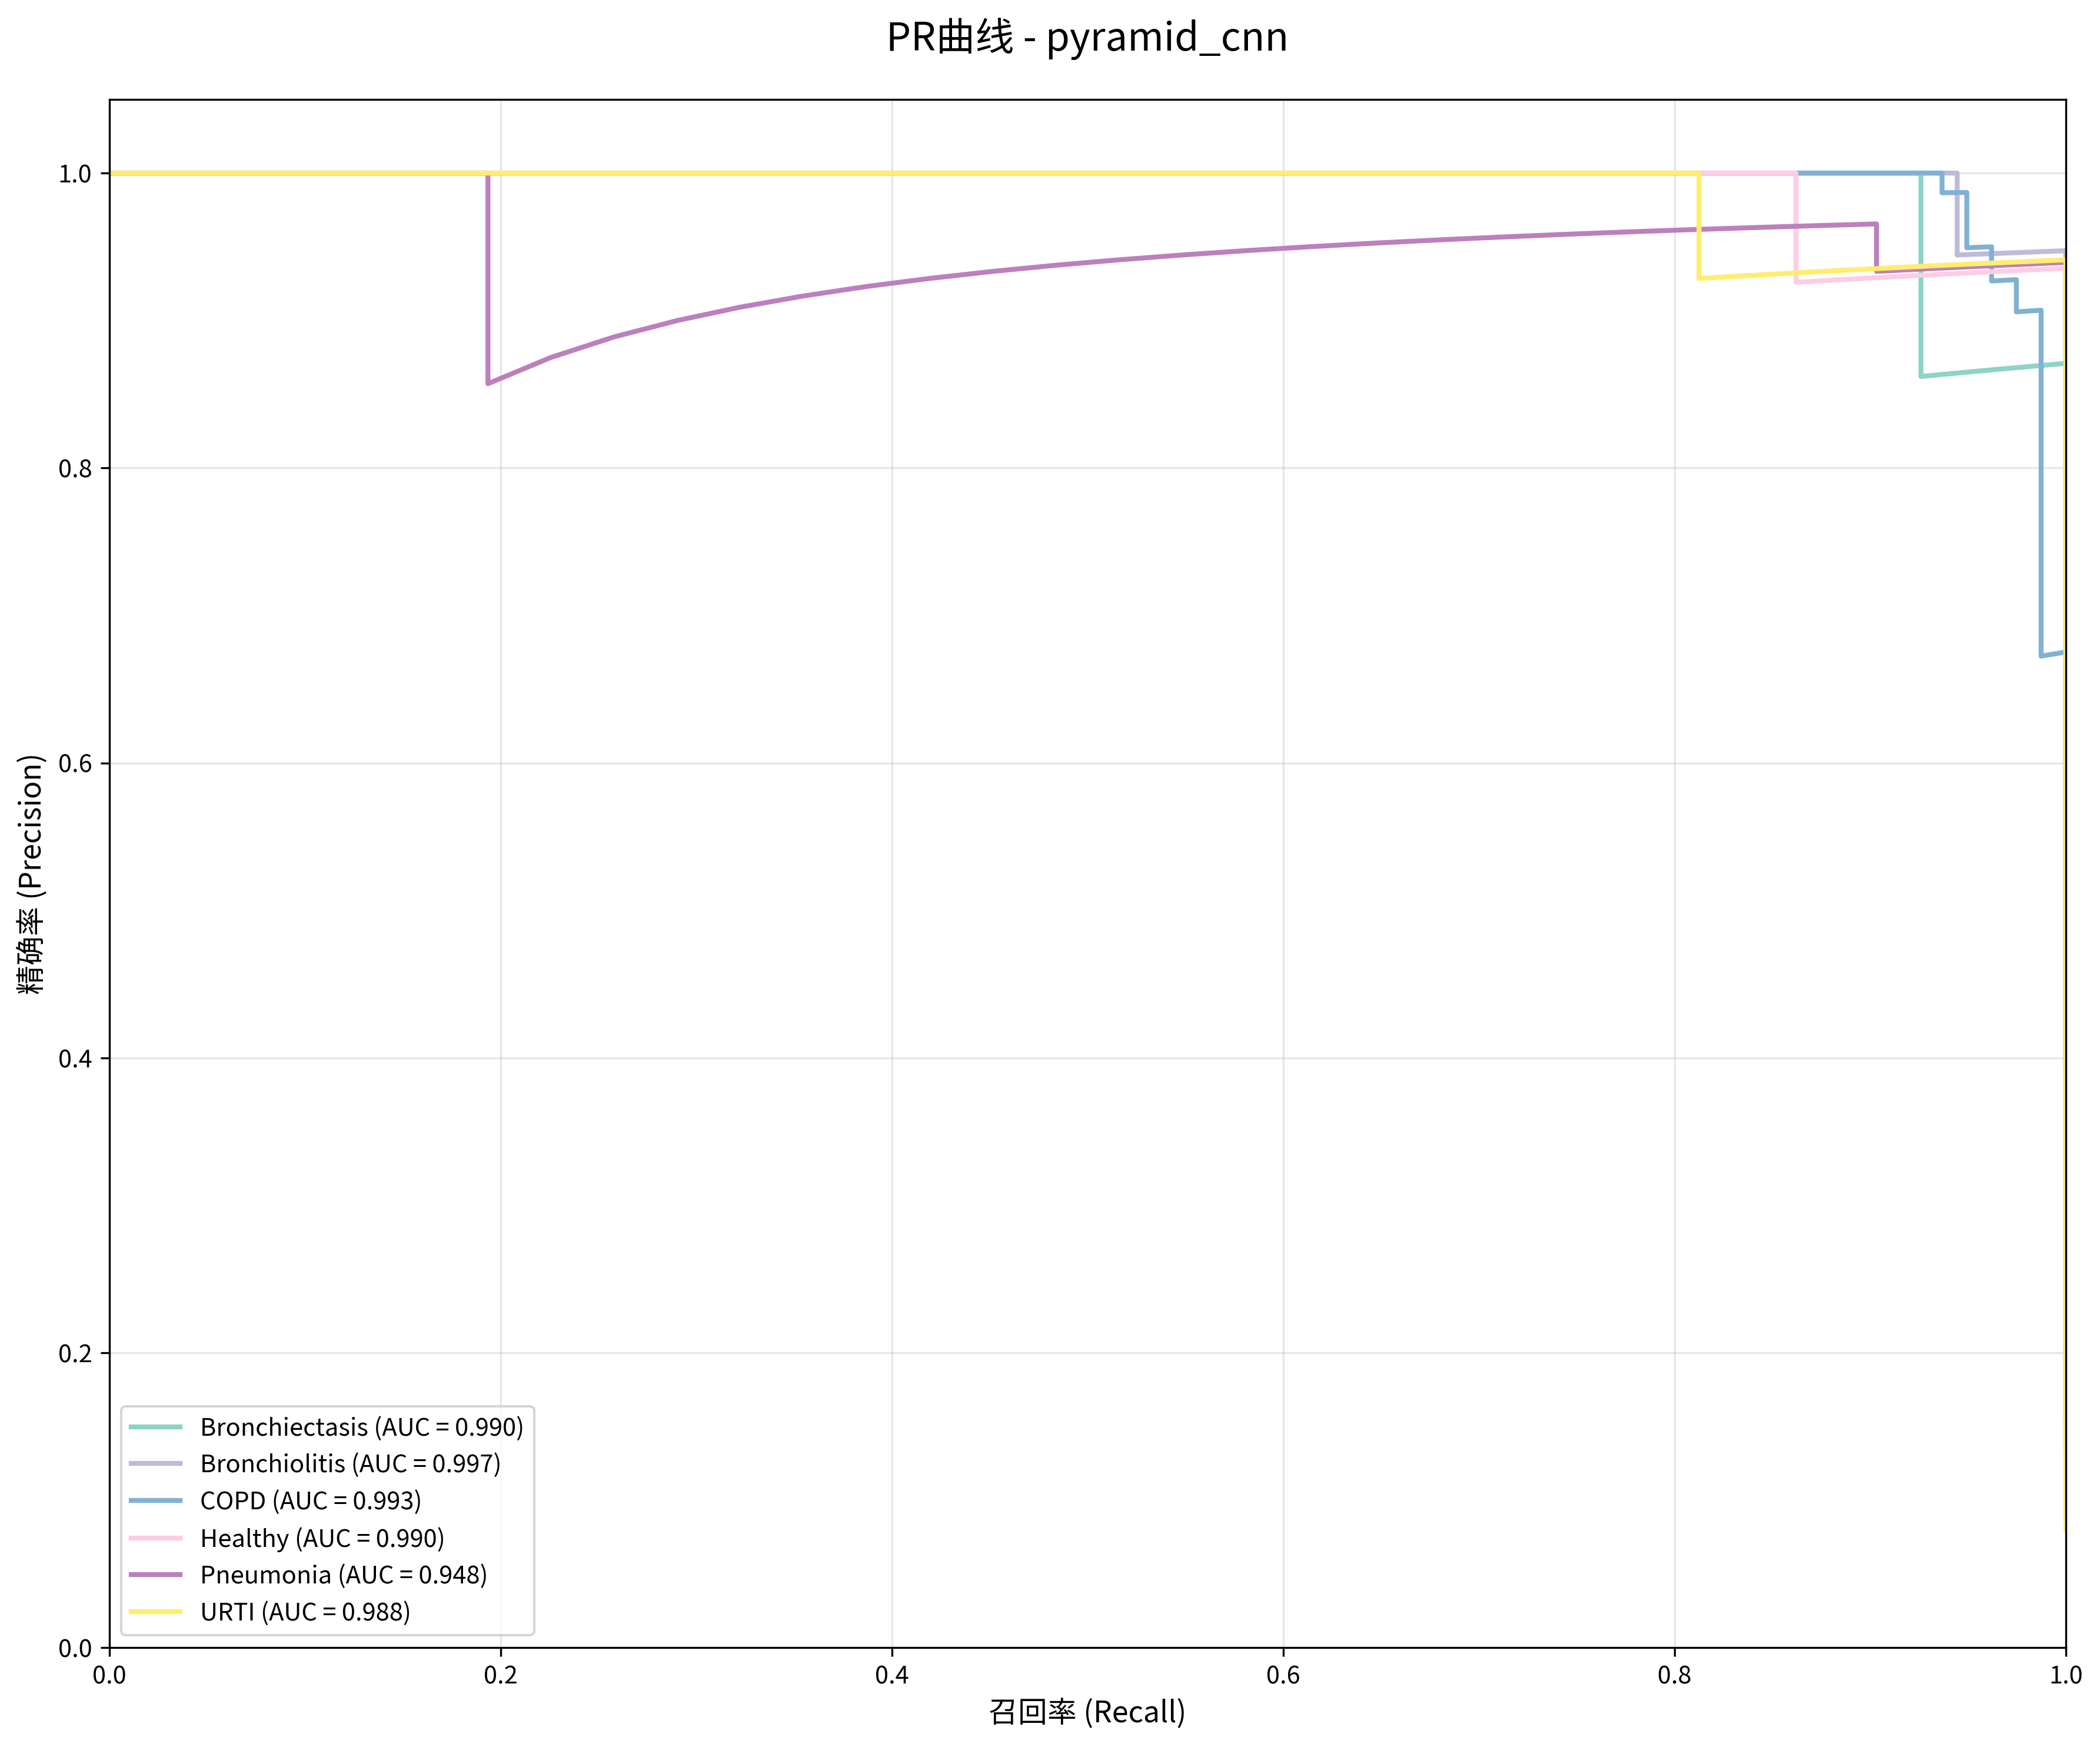 PR曲线 - pyramid_cnn
精确率 (Precision)
1.0
0.8
0.6
0.4
0.2
0.0
Bronchiectasis (AUC = 0.990)
Bronchiolitis (AUC = 0.997)
COPD (AUC = 0.993)
Healthy (AUC = 0.990)
Pneumonia (AUC = 0.948)
URTI (AUC = 0.988)
0.0 0.2 0.4 0.6 0.8 1.0
召回率 (Recall)